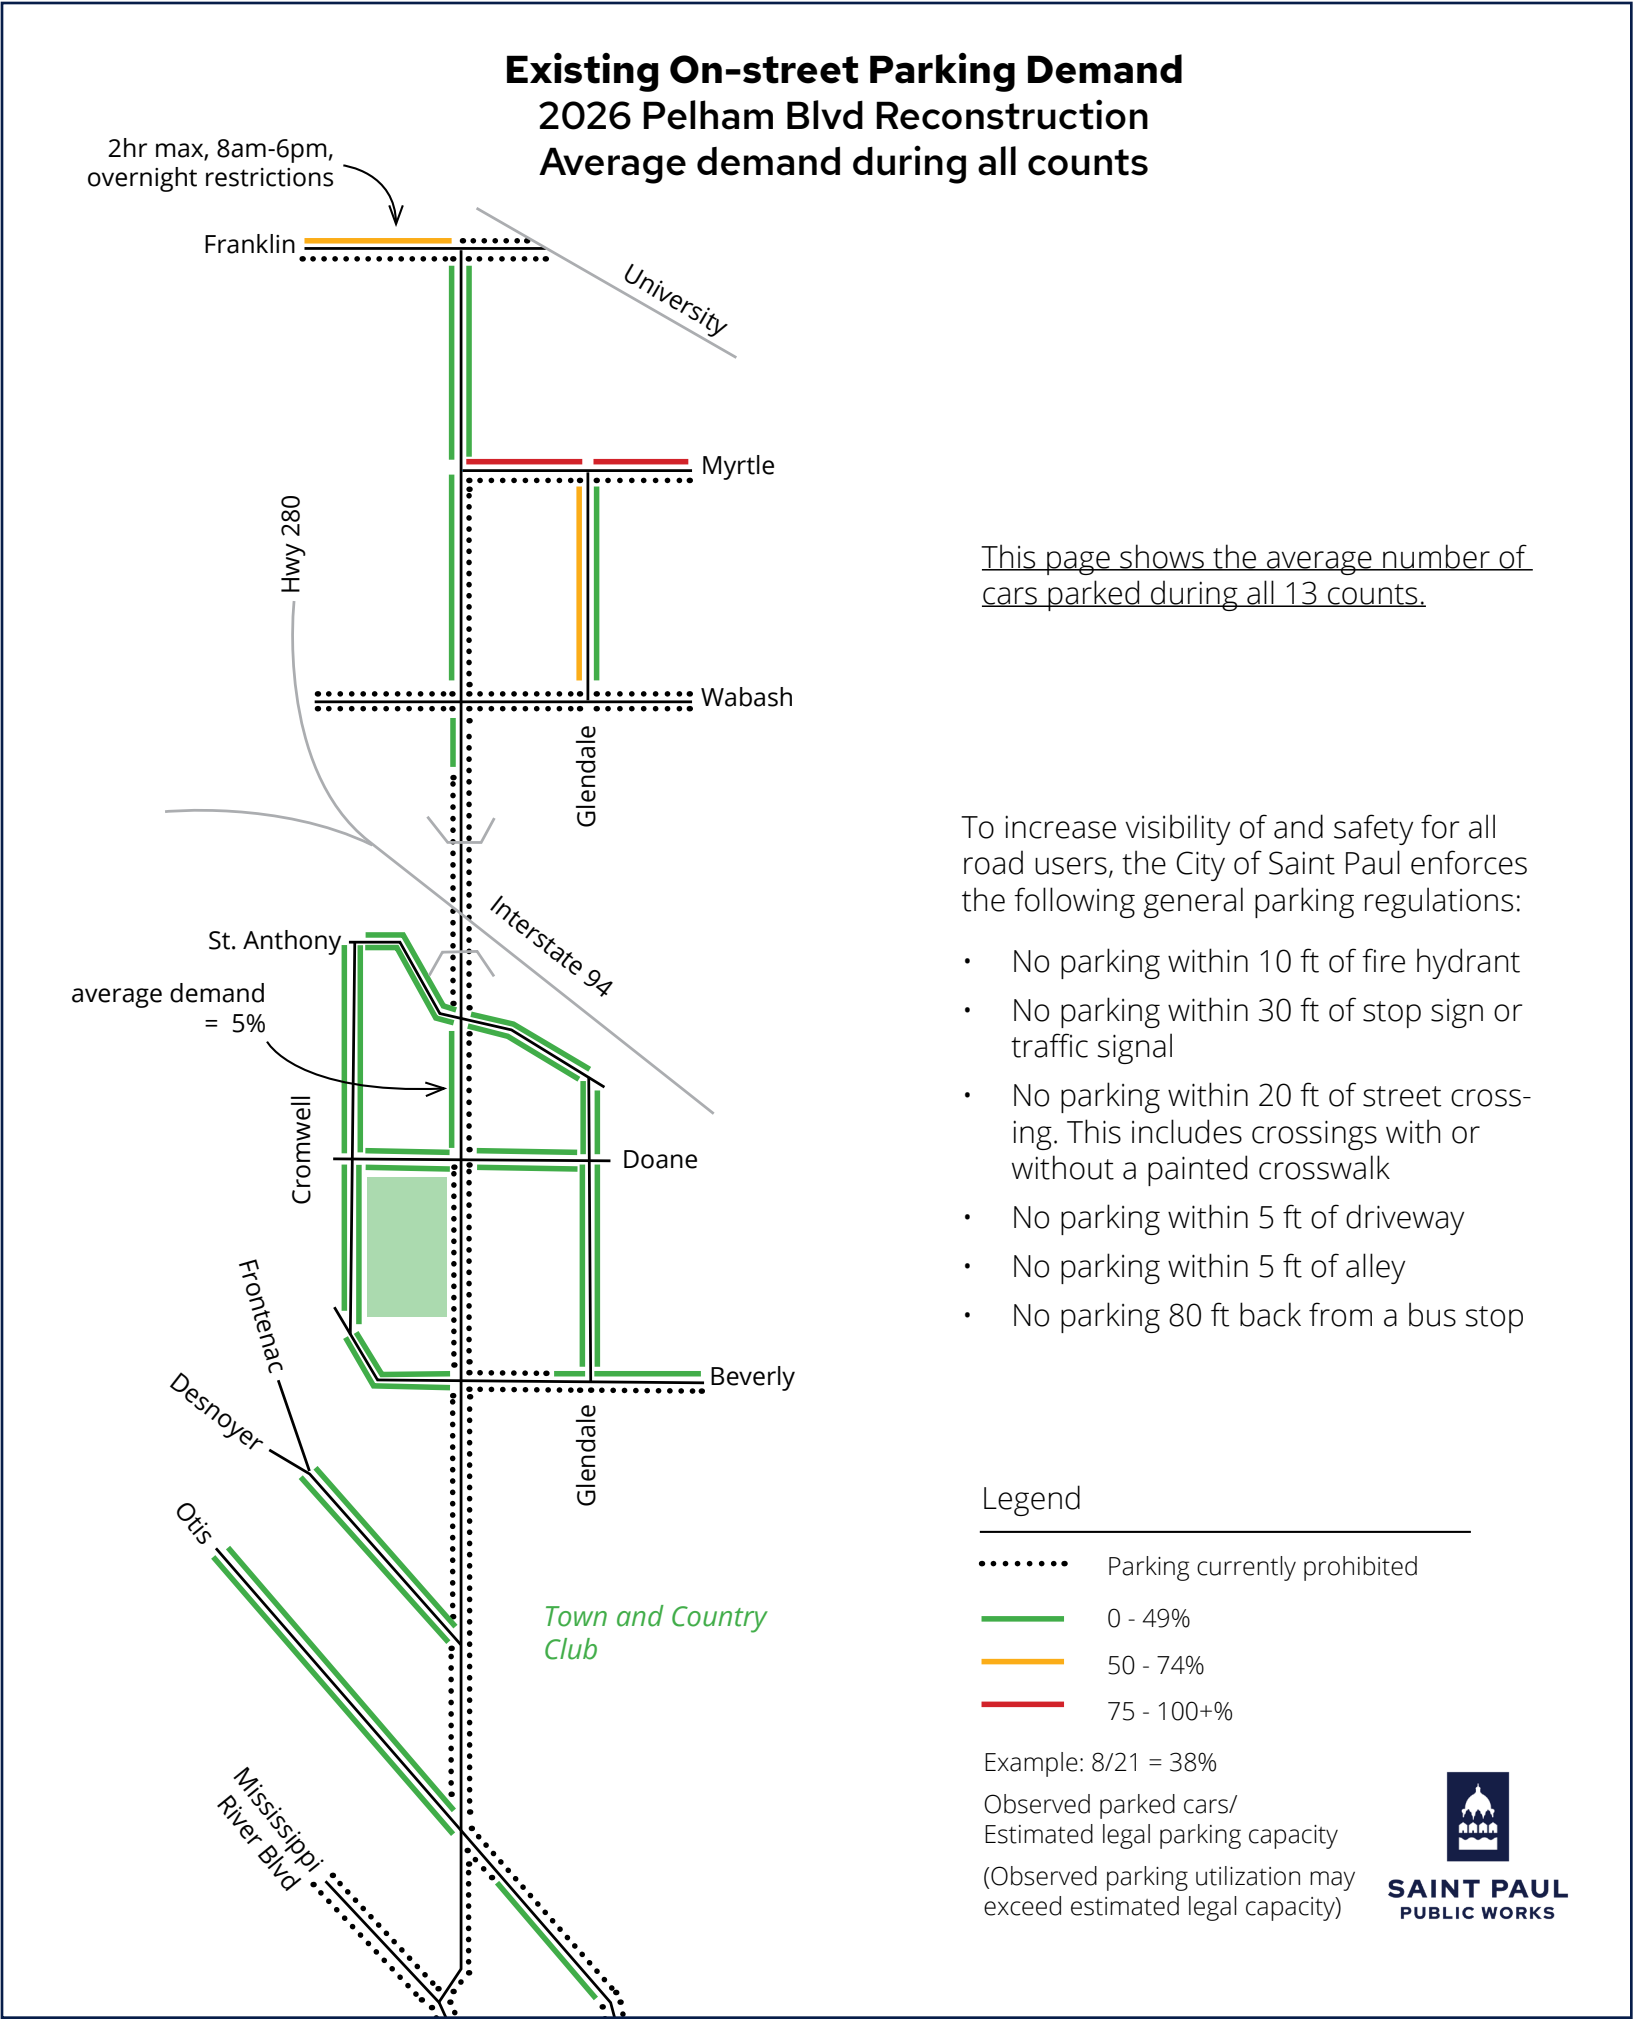 Existing On-street Parking Demand
2026 Pelham Blvd Reconstruction
Average demand during all counts
2hr max, 8am-6pm,
overnight restrictions
Franklin
University
Myrtle
Hwy 280
This page shows the average number of
cars parked during all 13 counts.
Wabash
Glendale
To increase visibility of and safety for all
road users, the City of Saint Paul enforces
the following general parking regulations:
Interstate 94
St. Anthony
• No parking within 10 ft of fire hydrant
average demand
= 5%
• No parking within 30 ft of stop sign or
traffic signal
Cromwell
• No parking within 20 ft of street cross-
ing. This includes crossings with or
without a painted crosswalk
Doane
• No parking within 5 ft of driveway
• No parking within 5 ft of alley
• No parking 80 ft back from a bus stop
Frontenac
Desnoyer
Beverly
Glendale
Otis
Legend
Parking currently prohibited
Town and Country
Club
0 - 49%
50 - 74%
75 - 100+%
Example: 8/21 = 38%
Observed parked cars/
Estimated legal parking capacity
(Observed parking utilization may
exceed estimated legal capacity)
Mississippi
River Blvd
SAINT PAUL
PUBLIC WORKS